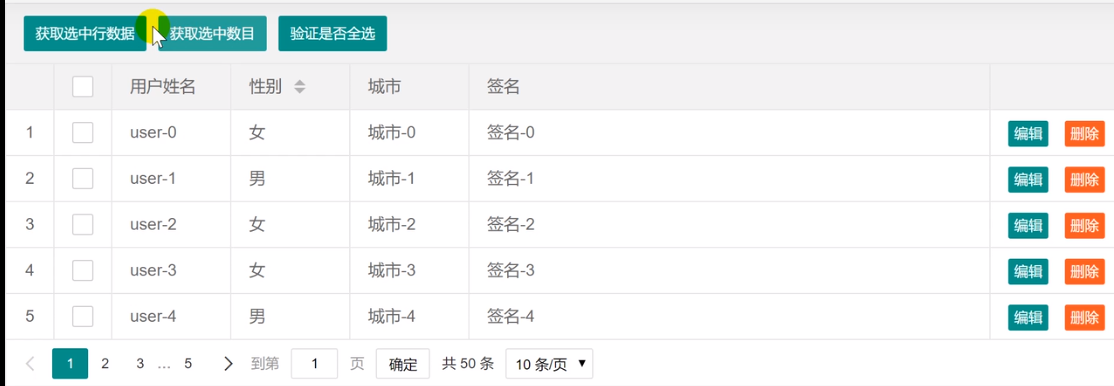 获取选中行数据 获取选中数目 验证是否全选
用户姓名 性别 城市 签名
1 user-0 女 城市-0 签名-0 编辑 删除
2 user-1 男 城市-1 签名-1 编辑 删除
3 user-2 女 城市-2 签名-2 编辑 删除
4 user-3 女 城市-3 签名-3 编辑 删除
5 user-4 男 城市-4 签名-4 编辑 删除
1 2 3 … 5 到第 1 页 确定 共 50 条 10 条/页